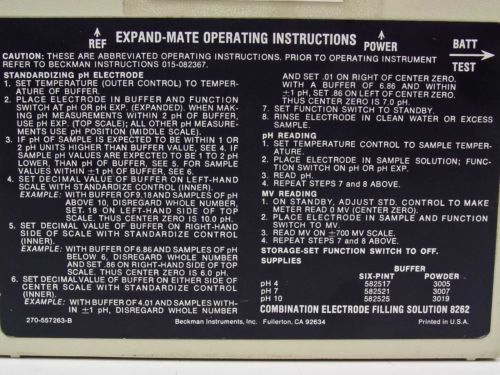 REF
EXPAND-MATE OPERATING INSTRUCTIONS
POWER
BATT
TEST
CAUTION: THESE ARE ABBREVIATED OPERATING INSTRUCTIONS. PRIOR TO OPERATING INSTRUMENT
REFER TO BECKMAN INSTRUCTIONS 015-082367.
STANDARDIZING pH ELECTRODE
1. SET TEMPERATURE (OUTER CONTROL) TO TEMPER-
ATURE OF BUFFER.
2. PLACE ELECTRODE IN BUFFER AND FUNCTION
SWITCH AT pH OR pH EXP. (EXPANDED). WHEN MAK-
ING pH MEASUREMENTS WITHIN 2 pH OF BUFFER,
USE pH EXP. (TOP SCALE). ALL OTHER pH MEASURE-
MENTS USE pH POSITION (MIDDLE SCALE).
3. IF pH OF SAMPLE IS EXPECTED TO BE WITHIN 1 OR
2 pH UNITS HIGHER THAN BUFFER VALUE, SEE 4. IF
SAMPLE pH VALUES ARE EXPECTED TO BE 1 TO 2 pH
LOWER, THAN pH OF BUFFER, SEE 5. FOR SAMPLE
VALUES WITHIN ±1 pH OF BUFFER, SEE 6.
4. SET DECIMAL VALUE OF BUFFER ON LEFT-HAND
SCALE WITH STANDARDIZE CONTROL (INNER).
EXAMPLE: WITH BUFFER OF 9.18 AND SAMPLES OF pH
ABOVE 10, DISREGARD WHOLE NUMBER,
SET .18 ON LEFT-HAND SIDE OF TOP
SCALE. THUS CENTER ZERO IS 10.0 pH.
5. SET DECIMAL VALUE OF BUFFER ON RIGHT-HAND
SIDE OF SCALE WITH STANDARDIZE CONTROL
(INNER).
EXAMPLE: WITH BUFFER OF 6.86 AND SAMPLES OF pH
BELOW 6, DISREGARD WHOLE NUMBER
AND SET .86 ON RIGHT-HAND SIDE OF TOP
SCALE. THUS CENTER ZERO IS 6.0 pH.
6. SET DECIMAL VALUE OF BUFFER ON EITHER SIDE OF
CENTER SCALE WITH STANDARDIZE CONTROL
(INNER).
EXAMPLE: WITH BUFFER OF 4.01 AND SAMPLES WITH-
IN ±1 pH, DISREGARD WHOLE NUMBER
AND SET .01 ON RIGHT OF CENTER ZERO.
WITH A BUFFER OF 6.86 AND WITHIN
±1 pH, SET .86 ON LEFT OF CENTER ZERO.
THUS CENTER ZERO IS 7.0 pH.
7. SET FUNCTION SWITCH TO STANDBY.
8. RINSE ELECTRODE IN CLEAN WATER OR EXCESS
SAMPLE.
pH READING
1. SET TEMPERATURE CONTROL TO SAMPLE TEMPER-
ATURE.
2. PLACE ELECTRODE IN SAMPLE SOLUTION; FUNC-
TION SWITCH ON pH OR pH EXP.
3. READ pH.
4. REPEAT STEPS 7 and 8 ABOVE.
MV READING
1. ON STANDBY, ADJUST STD. CONTROL TO MAKE
METER READ 0 MV (CENTER ZERO).
2. PLACE ELECTRODE IN SAMPLE AND FUNCTION
SWITCH TO MV.
3. READ MV ON ±700 MV SCALE.
4. REPEAT STEPS 7 and 8 ABOVE.
STORAGE-SET FUNCTION SWITCH TO OFF.
SUPPLIES
BUFFER
SIX-PINT POWDER
pH 4 582517 3005
pH 7 582521 3007
pH 10 582525 3019
COMBINATION ELECTRODE FILLING SOLUTION 8262
270-557263-B Beckman Instruments, Inc. Fullerton, CA 92634 Printed in U.S.A.